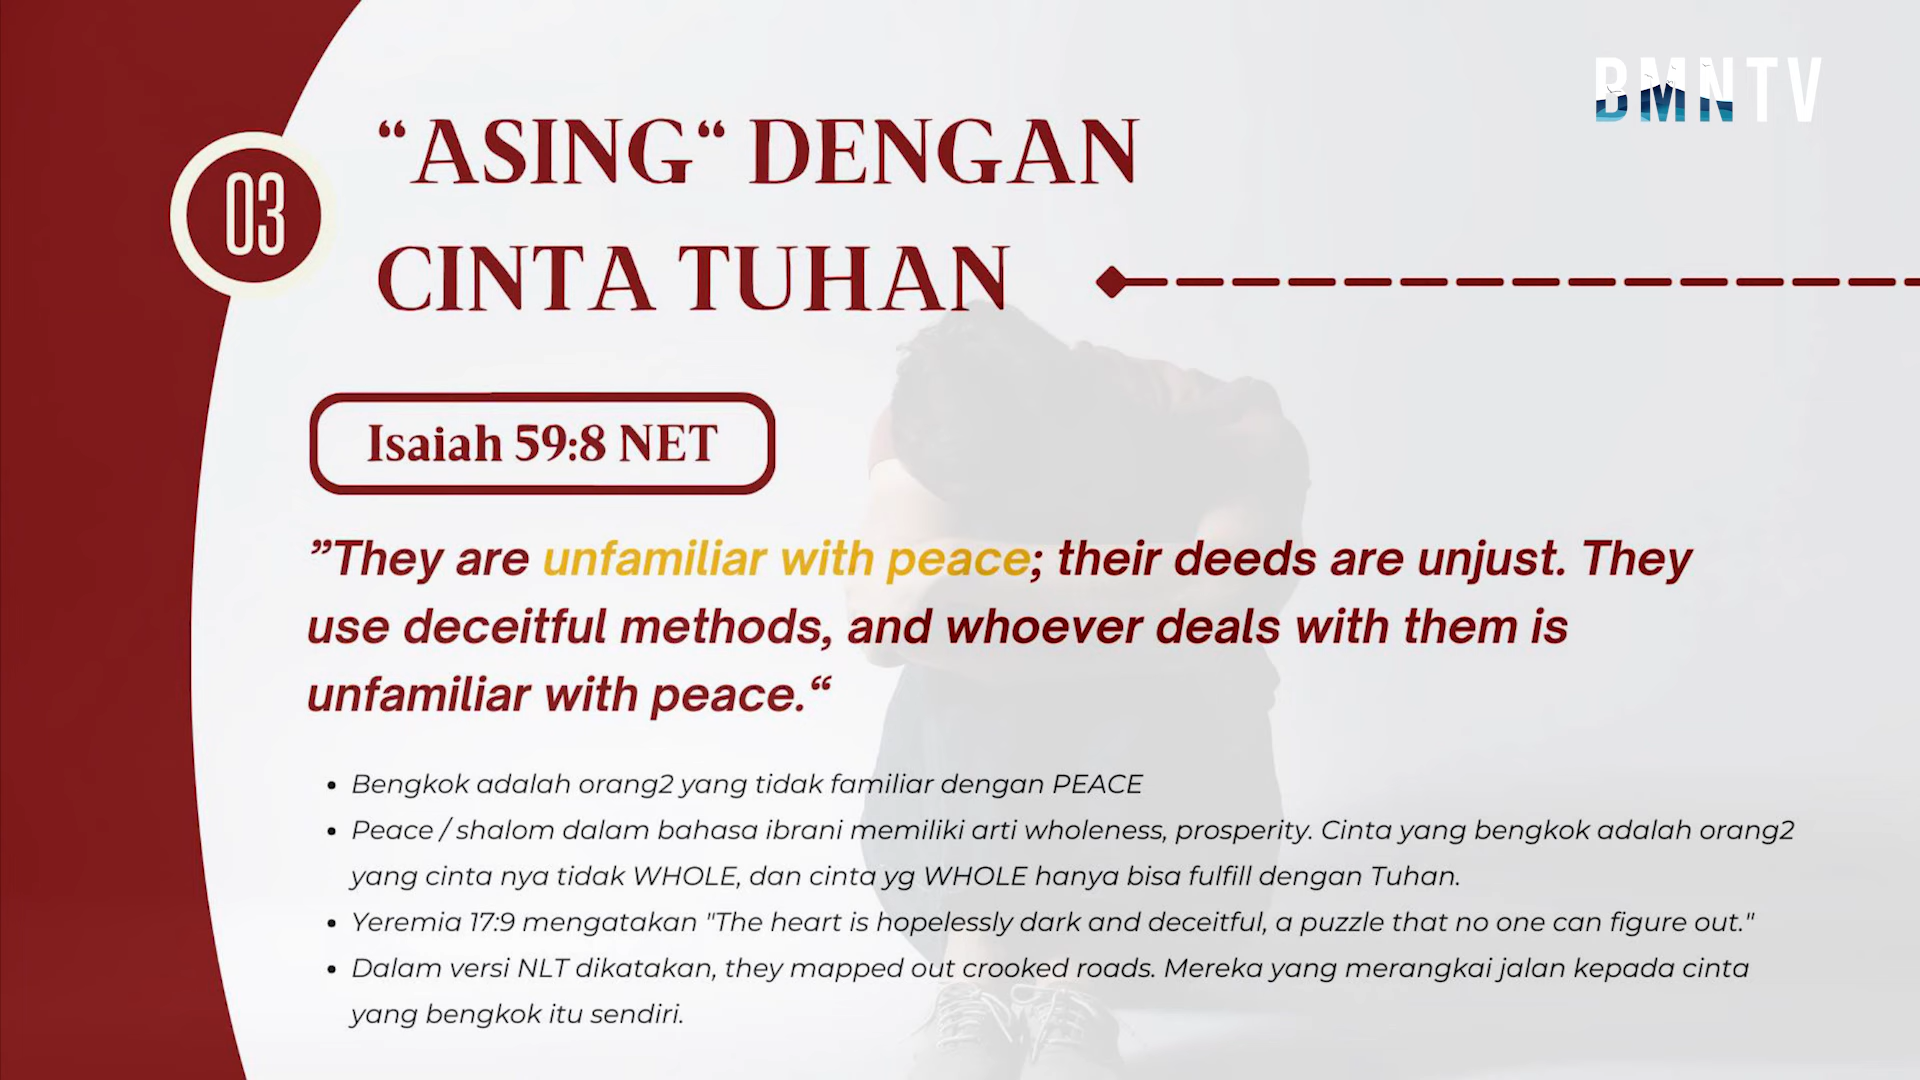 BMNTV
03
“ASING“ DENGAN
CINTA TUHAN
Isaiah 59:8 NET
”They are unfamiliar with peace; their deeds are unjust. They
use deceitful methods, and whoever deals with them is
unfamiliar with peace.“
• Bengkok adalah orang2 yang tidak familiar dengan PEACE
• Peace / shalom dalam bahasa ibrani memiliki arti wholeness, prosperity. Cinta yang bengkok adalah orang2
yang cinta nya tidak WHOLE, dan cinta yg WHOLE hanya bisa fulfill dengan Tuhan.
• Yeremia 17:9 mengatakan "The heart is hopelessly dark and deceitful, a puzzle that no one can figure out."
• Dalam versi NLT dikatakan, they mapped out crooked roads. Mereka yang merangkai jalan kepada cinta
yang bengkok itu sendiri.